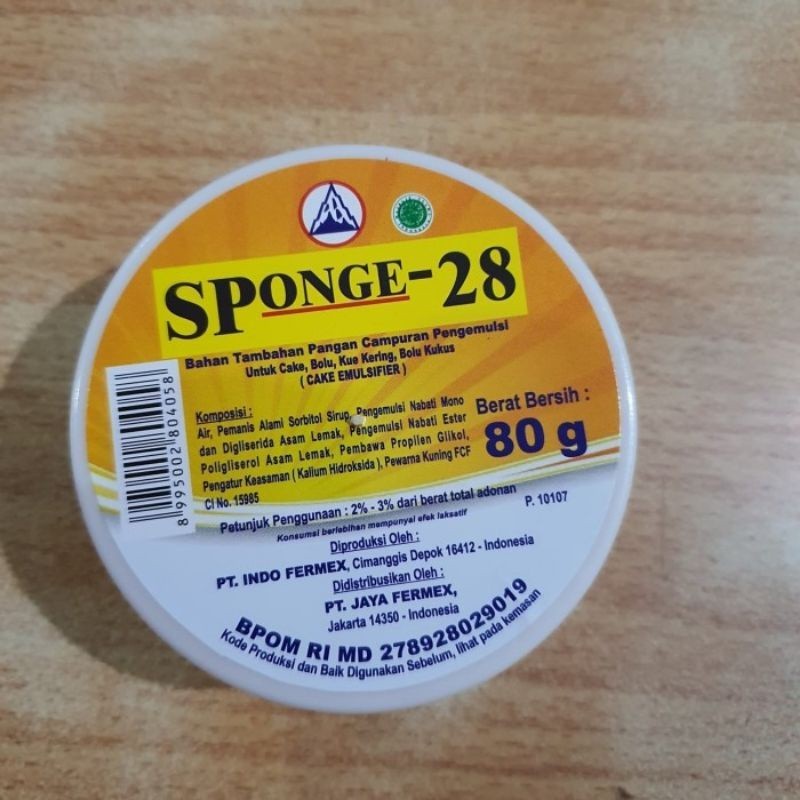 SPONGE-28
Bahan Tambahan Pangan Campuran Pengemulsi
Untuk Cake, Bolu, Kue Kering, Bolu Kukus
( CAKE EMULSIFIER )
Komposisi :
Air, Pemanis Alami Sorbitol Sirup, Pengemulsi Nabati Mono
dan Digliserida Asam Lemak, Pengemulsi Nabati Ester
Poligliserol Asam Lemak, Pembawa Propilen Glikol,
Pengatur Keasaman ( Kalium Hidroksida ), Pewarna Kuning FCF
CI No. 15985
Berat Bersih :
80 g
8 995002 804058
Petunjuk Penggunaan : 2% - 3% dari berat total adonan
P. 10107
Konsumsi berlebihan mempunyai efek laksatif
Diproduksi Oleh :
PT. INDO FERMEX, Cimanggis Depok 16412 - Indonesia
Didistribusikan Oleh :
PT. JAYA FERMEX,
Jakarta 14350 - Indonesia
BPOM RI MD 278928029019
Kode Produksi dan Baik Digunakan Sebelum, lihat pada kemasan